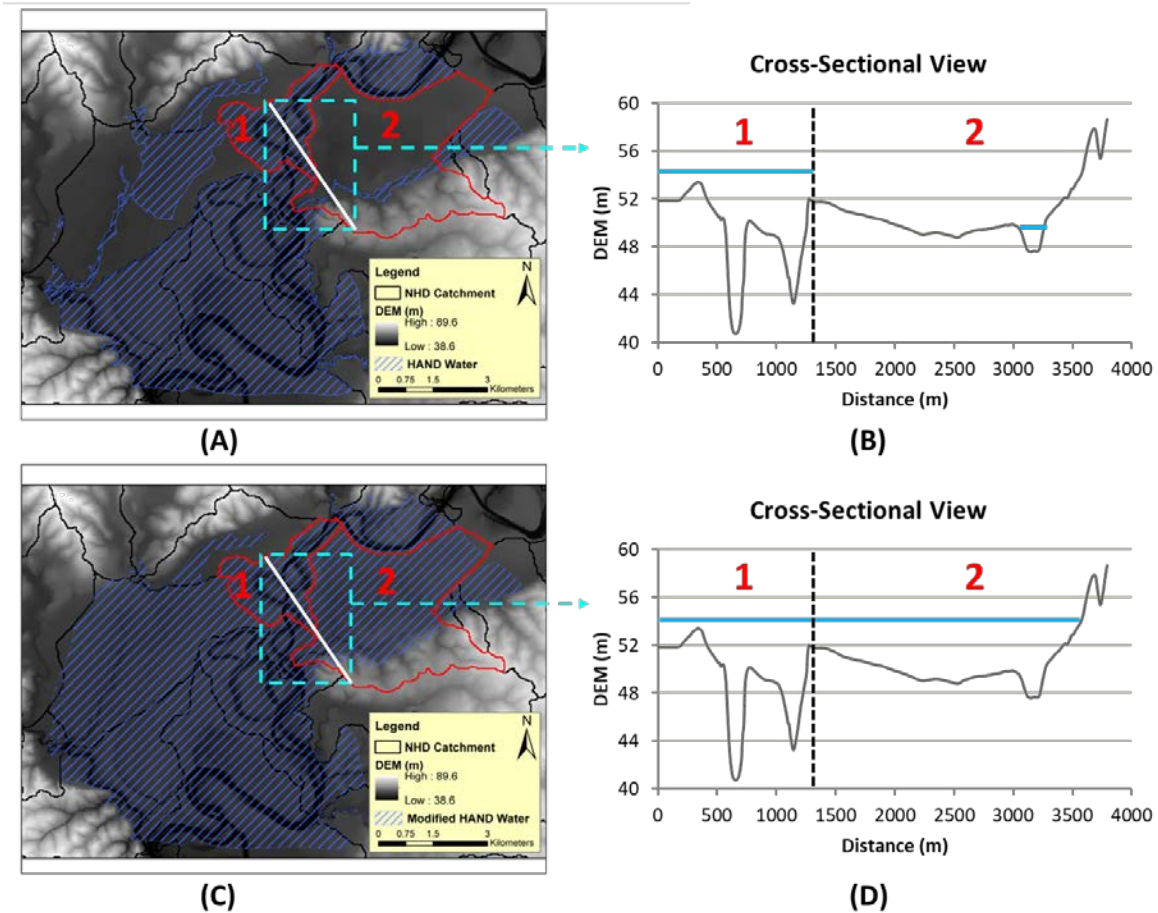 1
2
N
Legend
NHD Catchment
DEM (m)
High : 89.6
Low : 38.6
HAND Water
0 0.75 1.5 3
Kilometers
(A)
Cross-Sectional View
60
56
52
48
44
40
DEM (m)
1
2
0 500 1000 1500 2000 2500 3000 3500 4000
Distance (m)
(B)
1
2
N
Legend
NHD Catchment
DEM (m)
High : 89.6
Low : 38.6
Modified HAND Water
0 0.75 1.5 3
Kilometers
(C)
Cross-Sectional View
60
56
52
48
44
40
DEM (m)
1
2
0 500 1000 1500 2000 2500 3000 3500 4000
Distance (m)
(D)